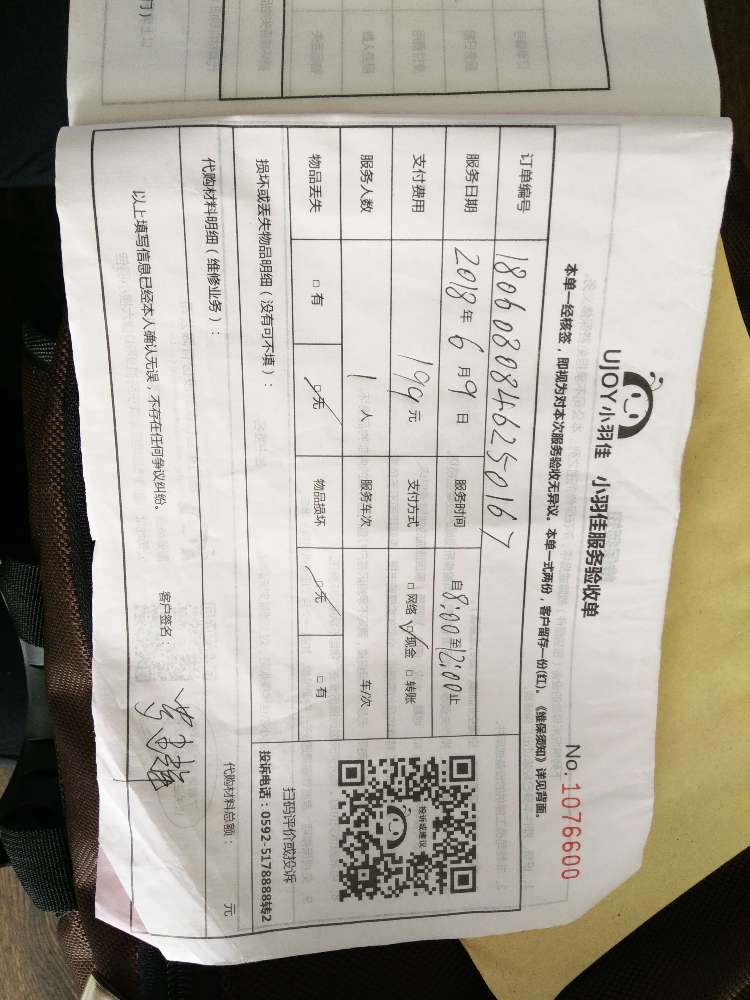 UJOY小羽佳 小羽佳服务验收单
No. 1076600
本单一经核签，即视为对本次服务验收无异议。本单一式两份，客户留存一份(红)。《维保须知》详见背面。
订单编号 1806080846250167
服务日期 2018年6月9日 服务时间 自8:00至12:00止
支付费用 199元 支付方式 □网络 ☑现金 □转账
服务人数 1人 服务车次 车/次
物品丢失 □有 ☑无 物品损坏 ☑无 □有
损坏或丢失物品明细（没有可不填）：
投诉或建议
扫码评价或投诉
投诉电话：0592-5178888转2
代购材料明细（维修业务）： 代购材料总额： 元
以上填写信息已经本人确认无误，不存在任何争议纠纷。 客户签名：